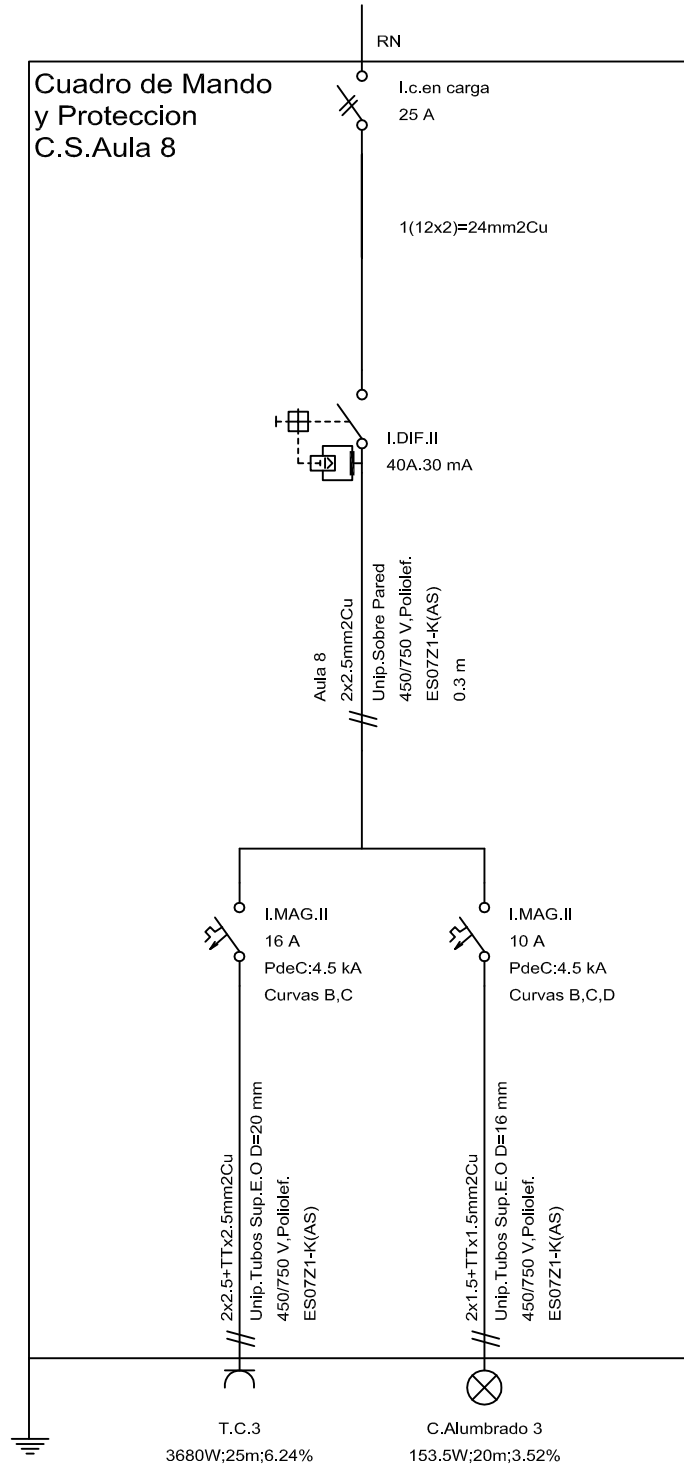 RN
Cuadro de Mando
y Proteccion
C.S.Aula 8
I.c.en carga
25 A
1(12x2)=24mm2Cu
I.DIF.II
40A.30 mA
Aula 8
2x2.5mm2Cu
Unip.Sobre Pared
450/750 V,Poliolef.
ES07Z1-K(AS)
0.3 m
I.MAG.II
16 A
PdeC:4.5 kA
Curvas B,C
I.MAG.II
10 A
PdeC:4.5 kA
Curvas B,C,D
2x2.5+TTx2.5mm2Cu
Unip.Tubos Sup.E.O D=20 mm
450/750 V,Poliolef.
ES07Z1-K(AS)
2x1.5+TTx1.5mm2Cu
Unip.Tubos Sup.E.O D=16 mm
450/750 V,Poliolef.
ES07Z1-K(AS)
T.C.3
3680W;25m;6.24%
C.Alumbrado 3
153.5W;20m;3.52%